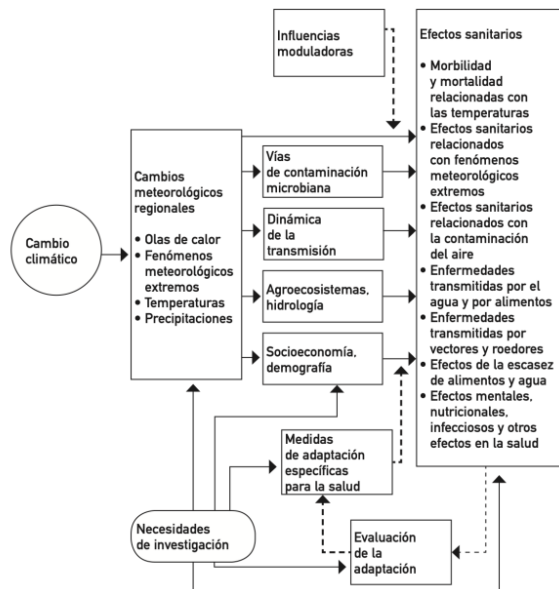 Influencias
moduladoras
Efectos sanitarios
• Morbilidad
y mortalidad
relacionadas con
las temperaturas
• Efectos sanitarios
relacionados
con fenómenos
meteorológicos
extremos
• Efectos sanitarios
relacionados con
la contaminación
del aire
• Enfermedades
transmitidas por el
agua y por alimentos
• Enfermedades
transmitidas por
vectores y roedores
• Efectos de la escasez
de alimentos y agua
• Efectos mentales,
nutricionales,
infecciosos y otros
efectos en la salud
Cambio
climático
Cambios
meteorológicos
regionales
• Olas de calor
• Fenómenos
meteorológicos
extremos
• Temperaturas
• Precipitaciones
Vías
de contaminación
microbiana
Dinámica
de la
transmisión
Agroecosistemas,
hidrología
Socioeconomía,
demografía
Medidas
de adaptación
específicas
para la salud
Necesidades
de investigación
Evaluación
de la
adaptación